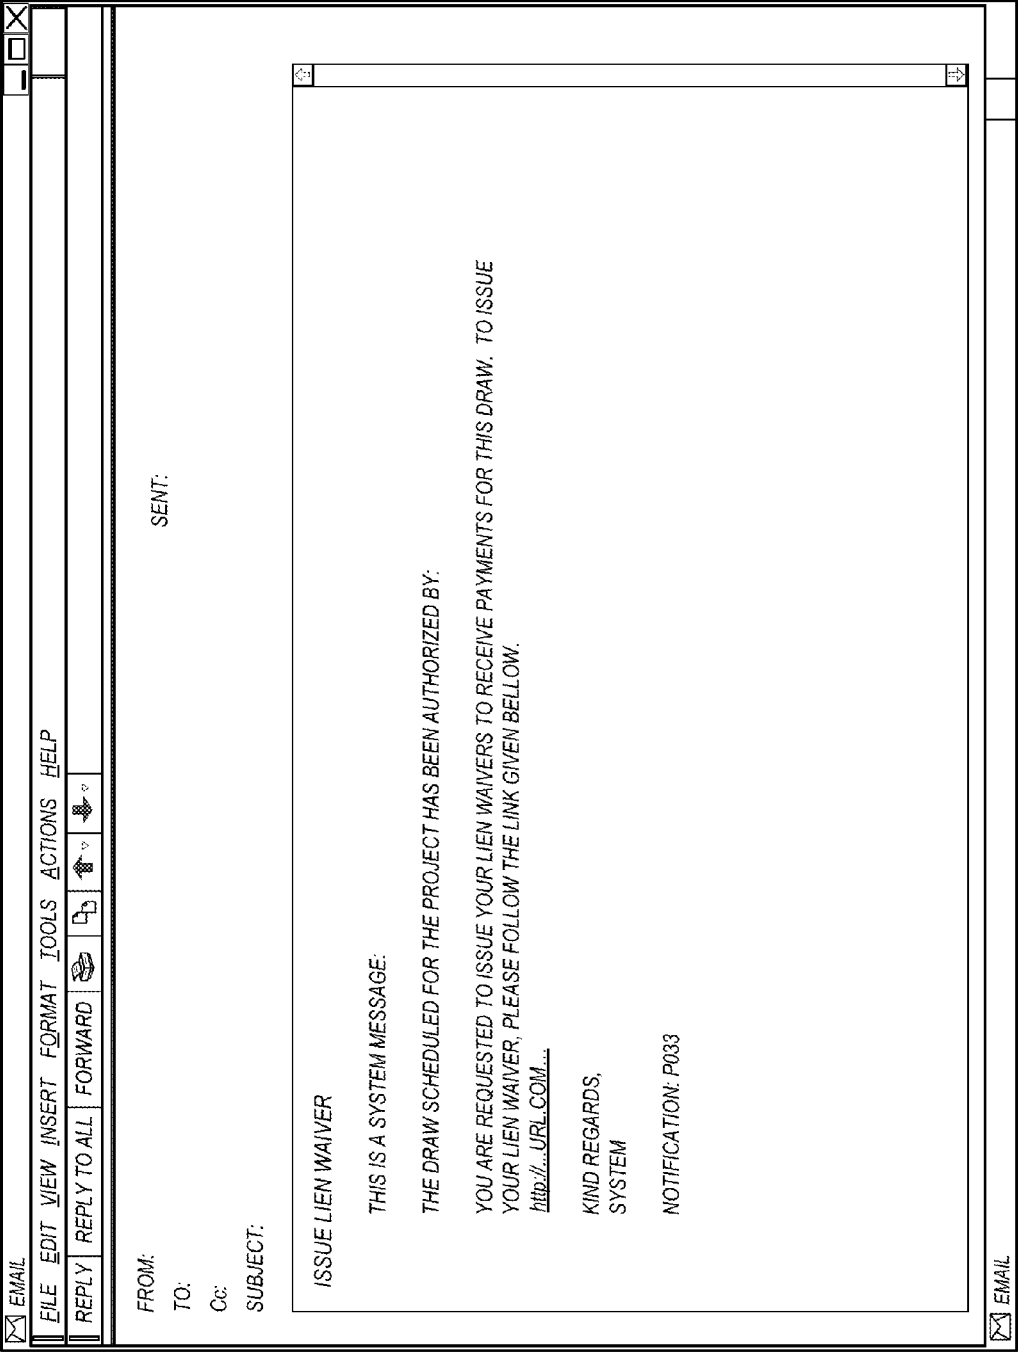 EMAIL
FILE EDIT VIEW INSERT FORMAT TOOLS ACTIONS HELP
REPLY REPLY TO ALL FORWARD
FROM:
SENT:
TO:
Cc:
SUBJECT:
ISSUE LIEN WAIVER
THIS IS A SYSTEM MESSAGE:
THE DRAW SCHEDULED FOR THE PROJECT HAS BEEN AUTHORIZED BY:
YOU ARE REQUESTED TO ISSUE YOUR LIEN WAIVERS TO RECEIVE PAYMENTS FOR THIS DRAW. TO ISSUE
YOUR LIEN WAIVER, PLEASE FOLLOW THE LINK GIVEN BELLOW.
http://...URL.COM...
KIND REGARDS,
SYSTEM
NOTIFICATION: P033
EMAIL